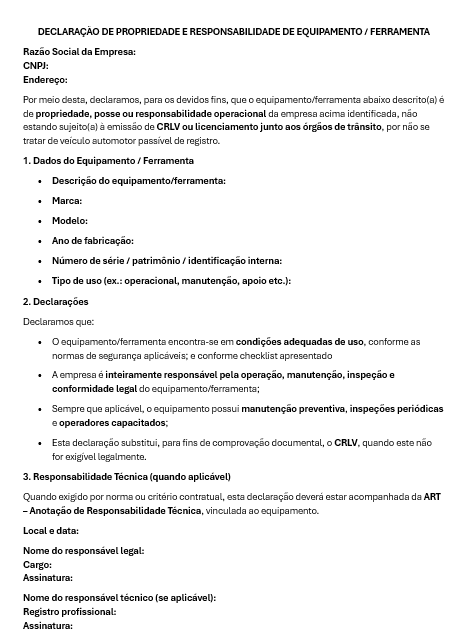 DECLARAÇÃO DE PROPRIEDADE E RESPONSABILIDADE DE EQUIPAMENTO / FERRAMENTA
Razão Social da Empresa:
CNPJ:
Endereço:
Por meio desta, declaramos, para os devidos fins, que o equipamento/ferramenta abaixo descrito(a) é
de propriedade, posse ou responsabilidade operacional da empresa acima identificada, não
estando sujeito(a) à emissão de CRLV ou licenciamento junto aos órgãos de trânsito, por não se
tratar de veículo automotor passível de registro.
1. Dados do Equipamento / Ferramenta
• Descrição do equipamento/ferramenta:
• Marca:
• Modelo:
• Ano de fabricação:
• Número de série / patrimônio / identificação interna:
• Tipo de uso (ex.: operacional, manutenção, apoio etc.):
2. Declarações
Declaramos que:
• O equipamento/ferramenta encontra-se em condições adequadas de uso, conforme as
normas de segurança aplicáveis; e conforme checklist apresentado
• A empresa é inteiramente responsável pela operação, manutenção, inspeção e
conformidade legal do equipamento/ferramenta;
• Sempre que aplicável, o equipamento possui manutenção preventiva, inspeções periódicas
e operadores capacitados;
• Esta declaração substitui, para fins de comprovação documental, o CRLV, quando este não
for exigível legalmente.
3. Responsabilidade Técnica (quando aplicável)
Quando exigido por norma ou critério contratual, esta declaração deverá estar acompanhada da ART
– Anotação de Responsabilidade Técnica, vinculada ao equipamento.
Local e data:
Nome do responsável legal:
Cargo:
Assinatura:
Nome do responsável técnico (se aplicável):
Registro profissional:
Assinatura: